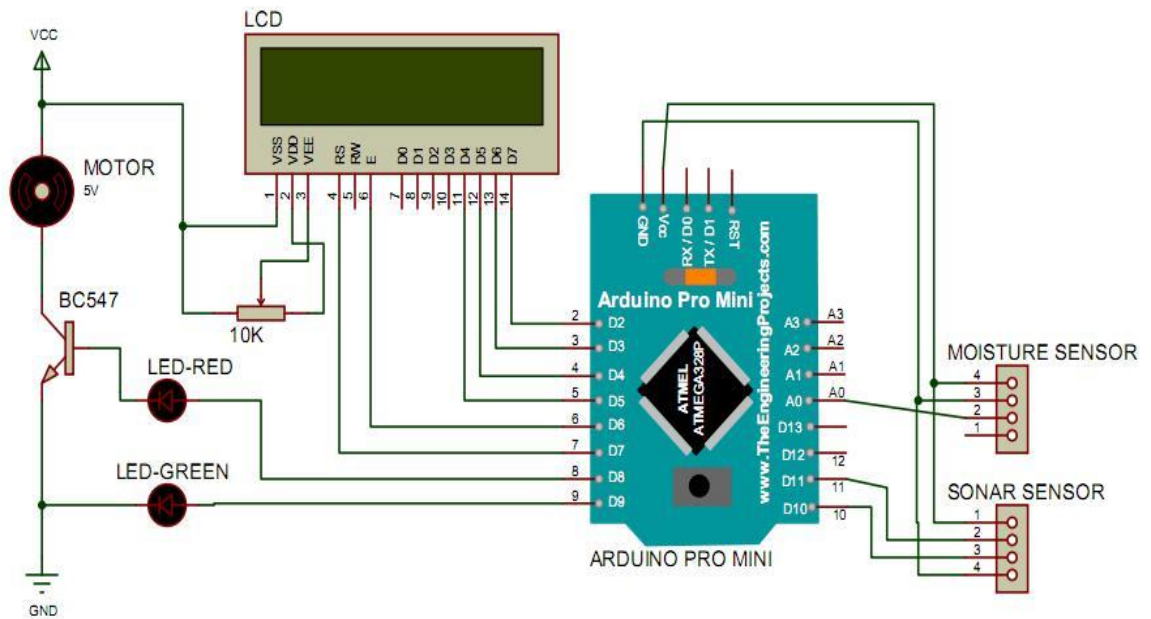 LCD
VCC
VSS
VDD
VEE
RS
RW
E
D0
D1
D2
D3
D4
D5
D6
D7
1
2
3
4
5
6
7
8
9
10
11
12
13
14
MOTOR
5V
BC547
10K
LED-RED
LED-GREEN
GND
GND
Vcc
RX / D0
TX / D1
RST
Arduino Pro Mini
ATMEL
ATMEGA328P
www.TheEngineeringProjects.com
2 D2
3 D3
4 D4
5 D5
6 D6
7 D7
8 D8
9 D9
A3 A3
A2 A2
A1 A1
A0 A0
D13
D12 12
D11 11
D10 10
ARDUINO PRO MINI
MOISTURE SENSOR
4
3
2
1
SONAR SENSOR
1
2
3
4